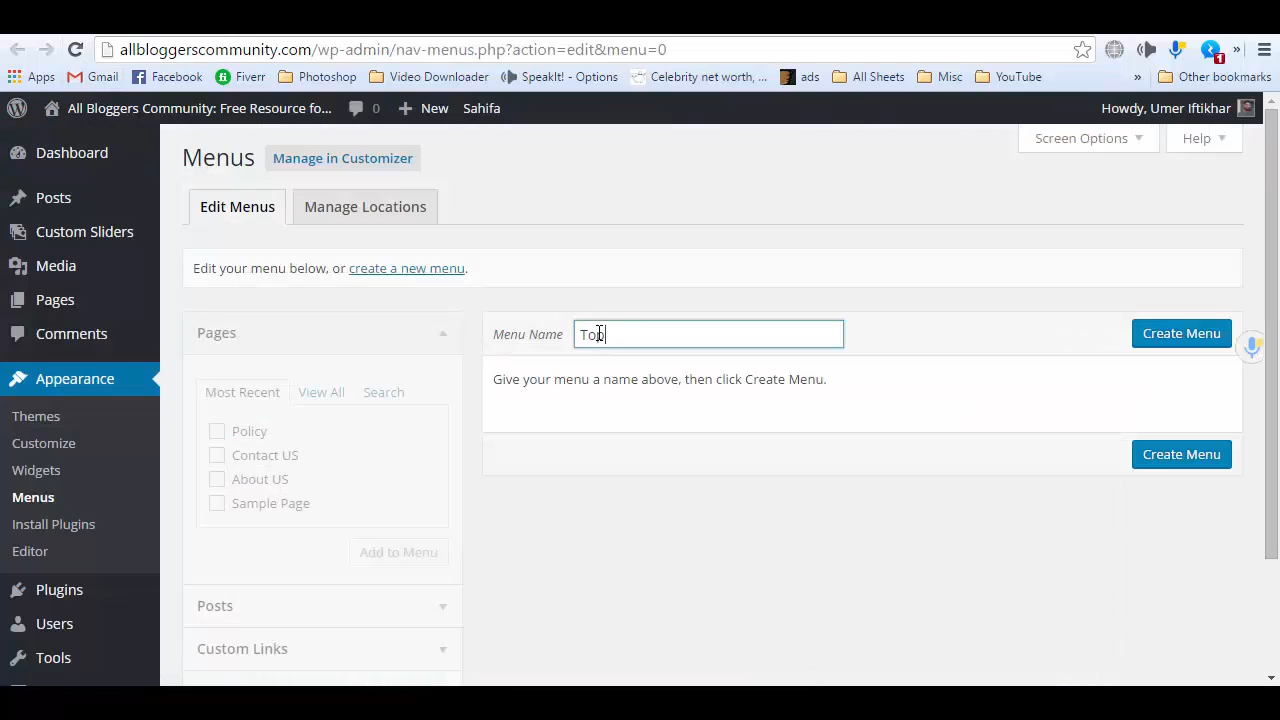 allbloggerscommunity.com/wp-admin/nav-menus.php?action=edit&menu=0
Apps Gmail Facebook Fiverr Photoshop Video Downloader SpeakIt! - Options Celebrity net worth, ... ads All Sheets Misc YouTube » Other bookmarks
All Bloggers Community: Free Resource fo... 0 New Sahifa Howdy, Umer Iftikhar
Screen Options Help
Menus Manage in Customizer
Edit Menus Manage Locations
Edit your menu below, or create a new menu.
Dashboard
Posts
Custom Sliders
Media
Pages
Comments
Appearance
Themes
Customize
Widgets
Menus
Install Plugins
Editor
Plugins
Users
Tools
Pages
Most Recent View All Search
Policy
Contact US
About US
Sample Page
Add to Menu
Posts
Custom Links
Menu Name Top Create Menu
Give your menu a name above, then click Create Menu.
Create Menu